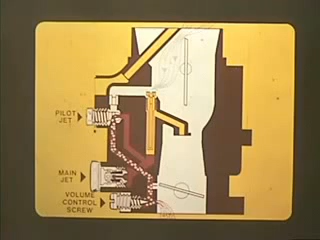 PILOT
JET
MAIN
JET
VOLUME
CONTROL
SCREW